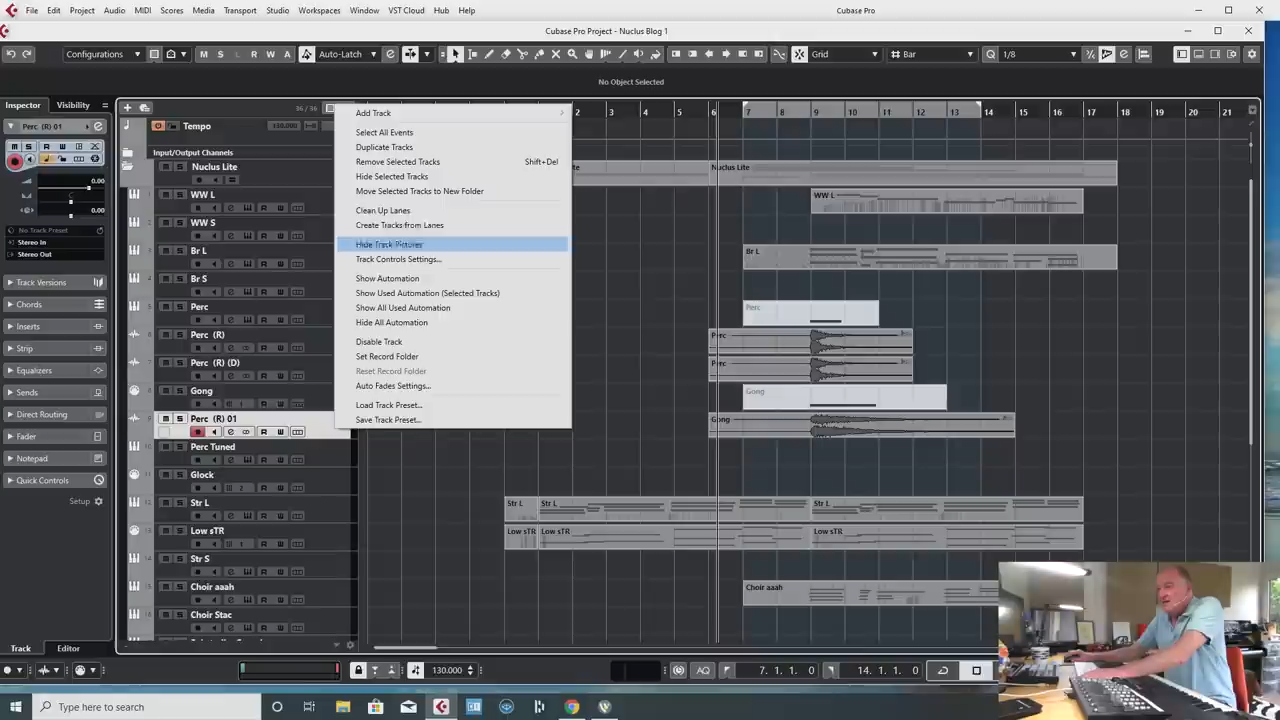 File Edit Project Audio MIDI Scores Media Transport Studio Workspaces Window VST Cloud Hub Help Cubase Pro
Cubase Pro Project - Nuclus Blog 1
Configurations M S L R W A Auto-Latch Grid Bar Q 1/8
No Object Selected
Inspector Visibility 36 / 36
2 3 4 5 6 7 8 9 10 11 12 13 14 15 16 17 18 19 20 21
Perc (R) 01
0.00
0.00
No Track Preset
Stereo In
Stereo Out
Track Versions
Chords
Inserts
Strip
Equalizers
Sends
Direct Routing
Fader
Notepad
Quick Controls
Setup
Tempo 130.000
Input/Output Channels
Nuclus Lite
WW L
WW S
Br L
Br S
Perc
Perc (R)
Perc (R) (D)
Gong
Perc (R) 01
Perc Tuned
Glock
Str L
Low sTR
Str S
Choir aaah
Choir Stac
Add Track
Select All Events
Duplicate Tracks
Remove Selected Tracks Shift+Del
Hide Selected Tracks
Move Selected Tracks to New Folder
Clean Up Lanes
Create Tracks from Lanes
Hide Track Pictures
Track Controls Settings...
Show Automation
Show Used Automation (Selected Tracks)
Show All Used Automation
Hide All Automation
Disable Track
Set Record Folder
Reset Record Folder
Auto Fades Settings...
Load Track Preset...
Save Track Preset...
te Nuclus Lite
WW L
Br L
Perc
Perc
Perc
Gong
Gong
Str L Str L Str L
Low sTR Low sTR Low sTR
Choir aaah
Track Editor
130.000 AQ 7. 1. 1. 0 14. 1. 1. 0
Type here to search